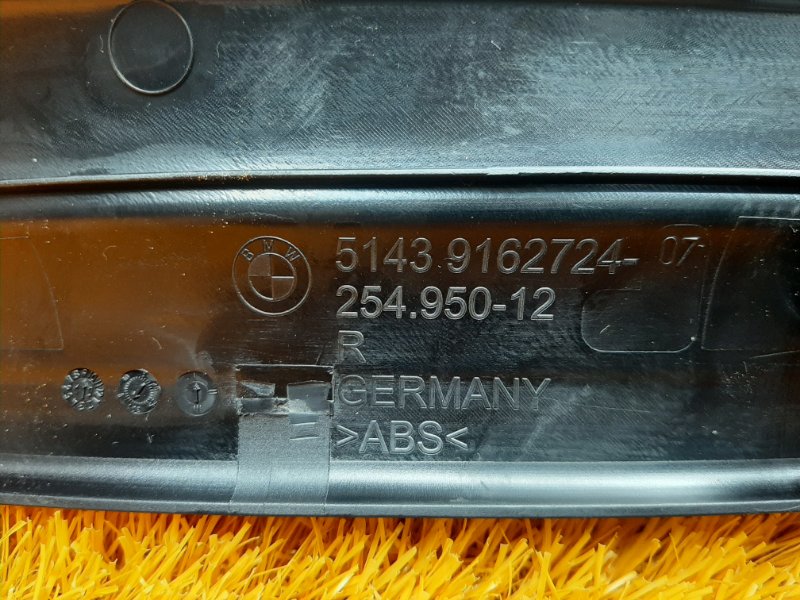 BMW
5143 9162724-07
254.950-12
R
GERMANY
>ABS<